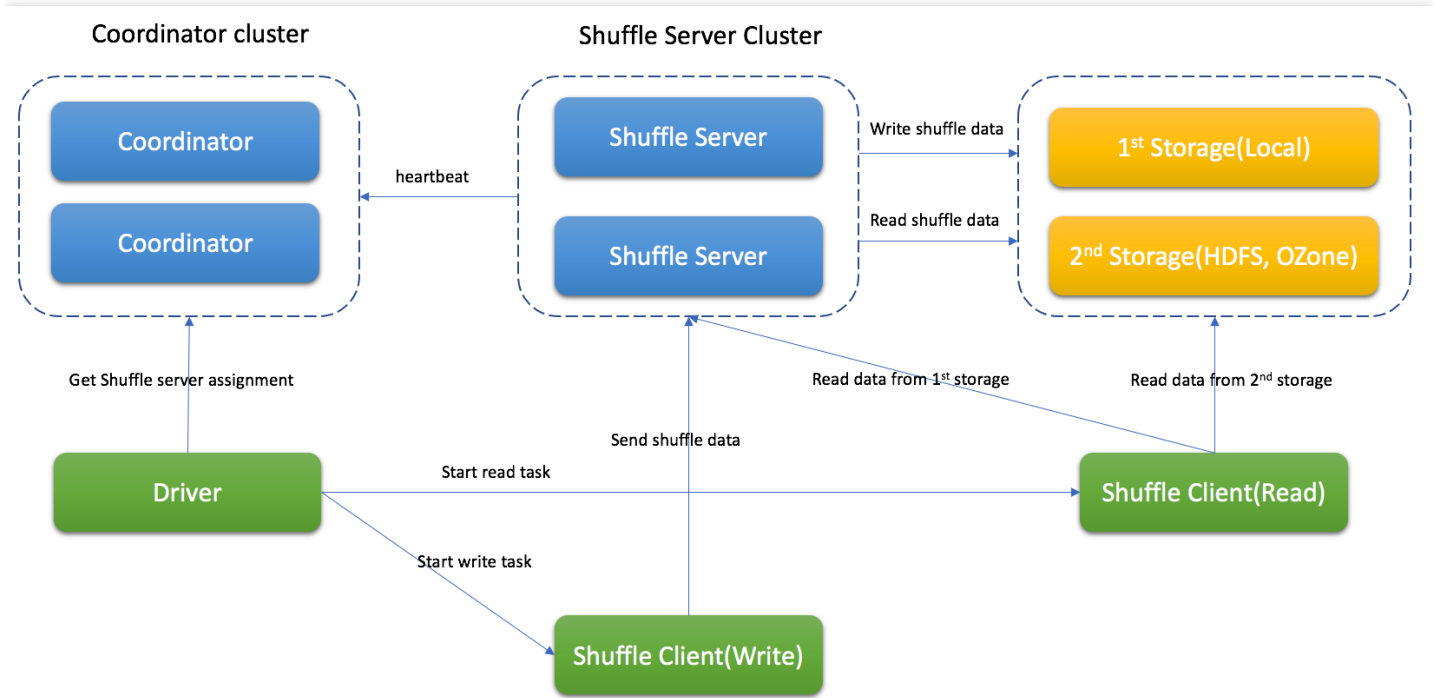 Coordinator cluster
Shuffle Server Cluster
Coordinator
Coordinator
heartbeat
Shuffle Server
Shuffle Server
Write shuffle data
Read shuffle data
1st Storage(Local)
2nd Storage(HDFS, OZone)
Get Shuffle server assignment
Read data from 1st storage
Read data from 2nd storage
Send shuffle data
Start read task
Driver
Shuffle Client(Read)
Start write task
Shuffle Client(Write)